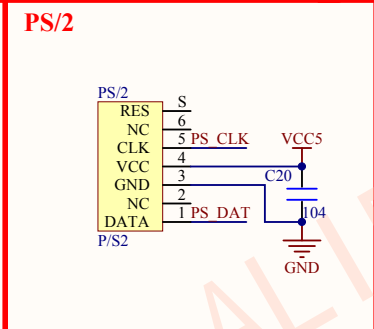 PS/2
PS/2
RES S
NC 6
CLK 5 PS_CLK VCC5
VCC 4
GND 3 C20
NC 2
DATA 1 PS_DAT 104
P/S2
GND
ALI